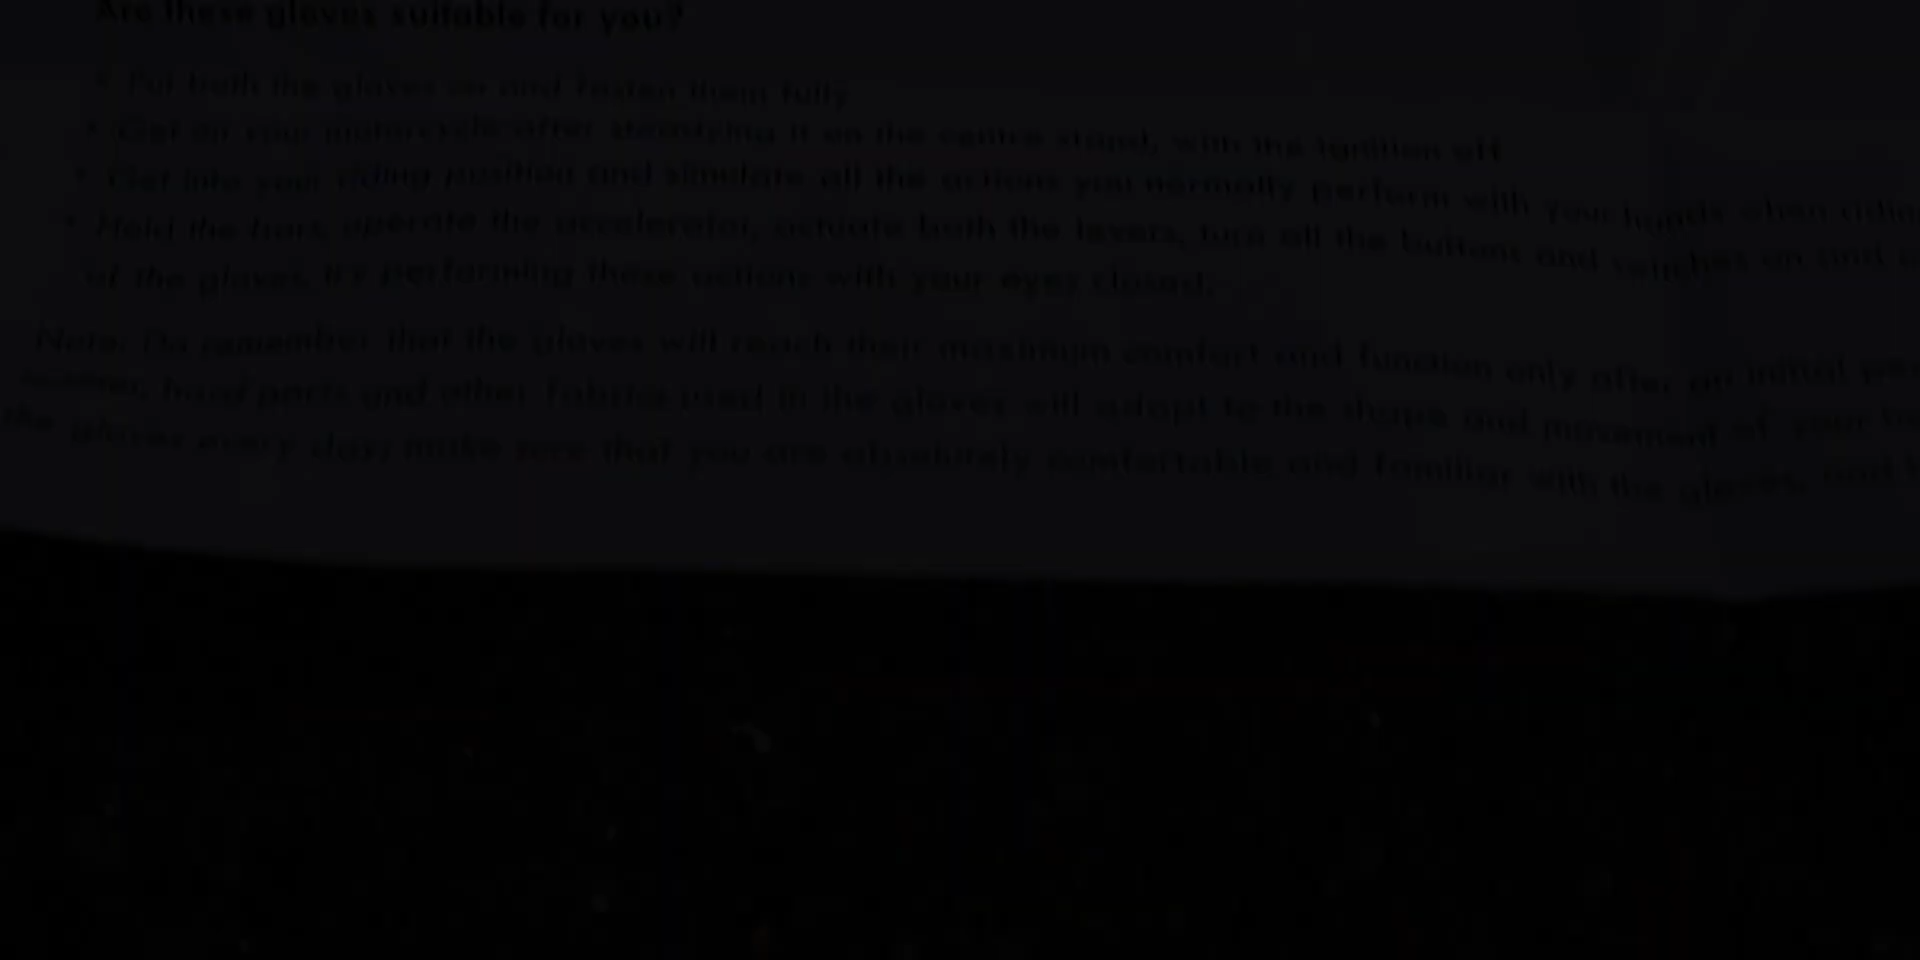 Are these gloves suitable for you?
• Put both the gloves on and fasten them fully
• Get on your motorcycle after stabilizing it on the centre stand, with the ignition off
• Get into your riding position and simulate all the actions you normally perform with your hands when riding
• Hold the bars, operate the accelerator, actuate both the levers, turn all the buttons and switches on and
of the gloves, try performing these actions with your eyes closed.
Note: Do remember that the gloves will reach their maximum comfort and function only after an initial
hard parts and other fabrics used in the gloves will adapt to the shape and movement of your
the gloves every day; make sure that you are absolutely comfortable and familiar with the gloves, and